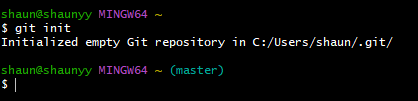 shaun@shaunyy MINGW64 ~
$ git init
Initialized empty Git repository in C:/Users/shaun/.git/
shaun@shaunyy MINGW64 ~ (master)
$